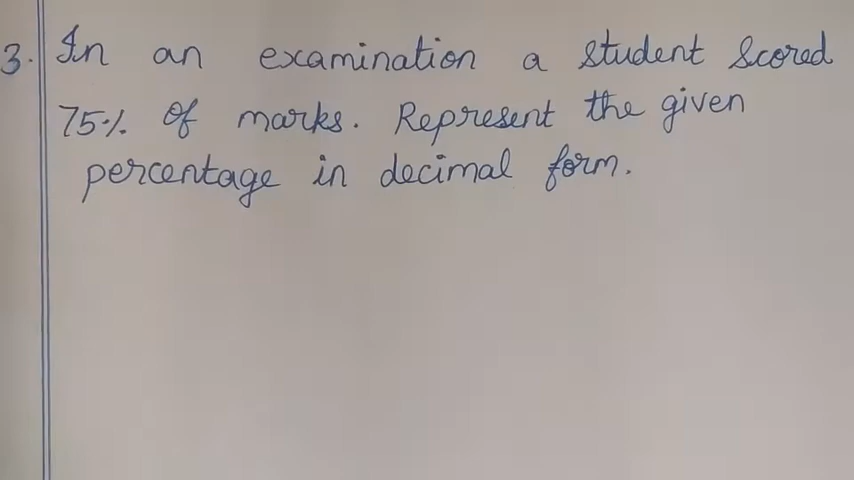 3. In an examination a student scored
75% of marks. Represent the given
percentage in decimal form.